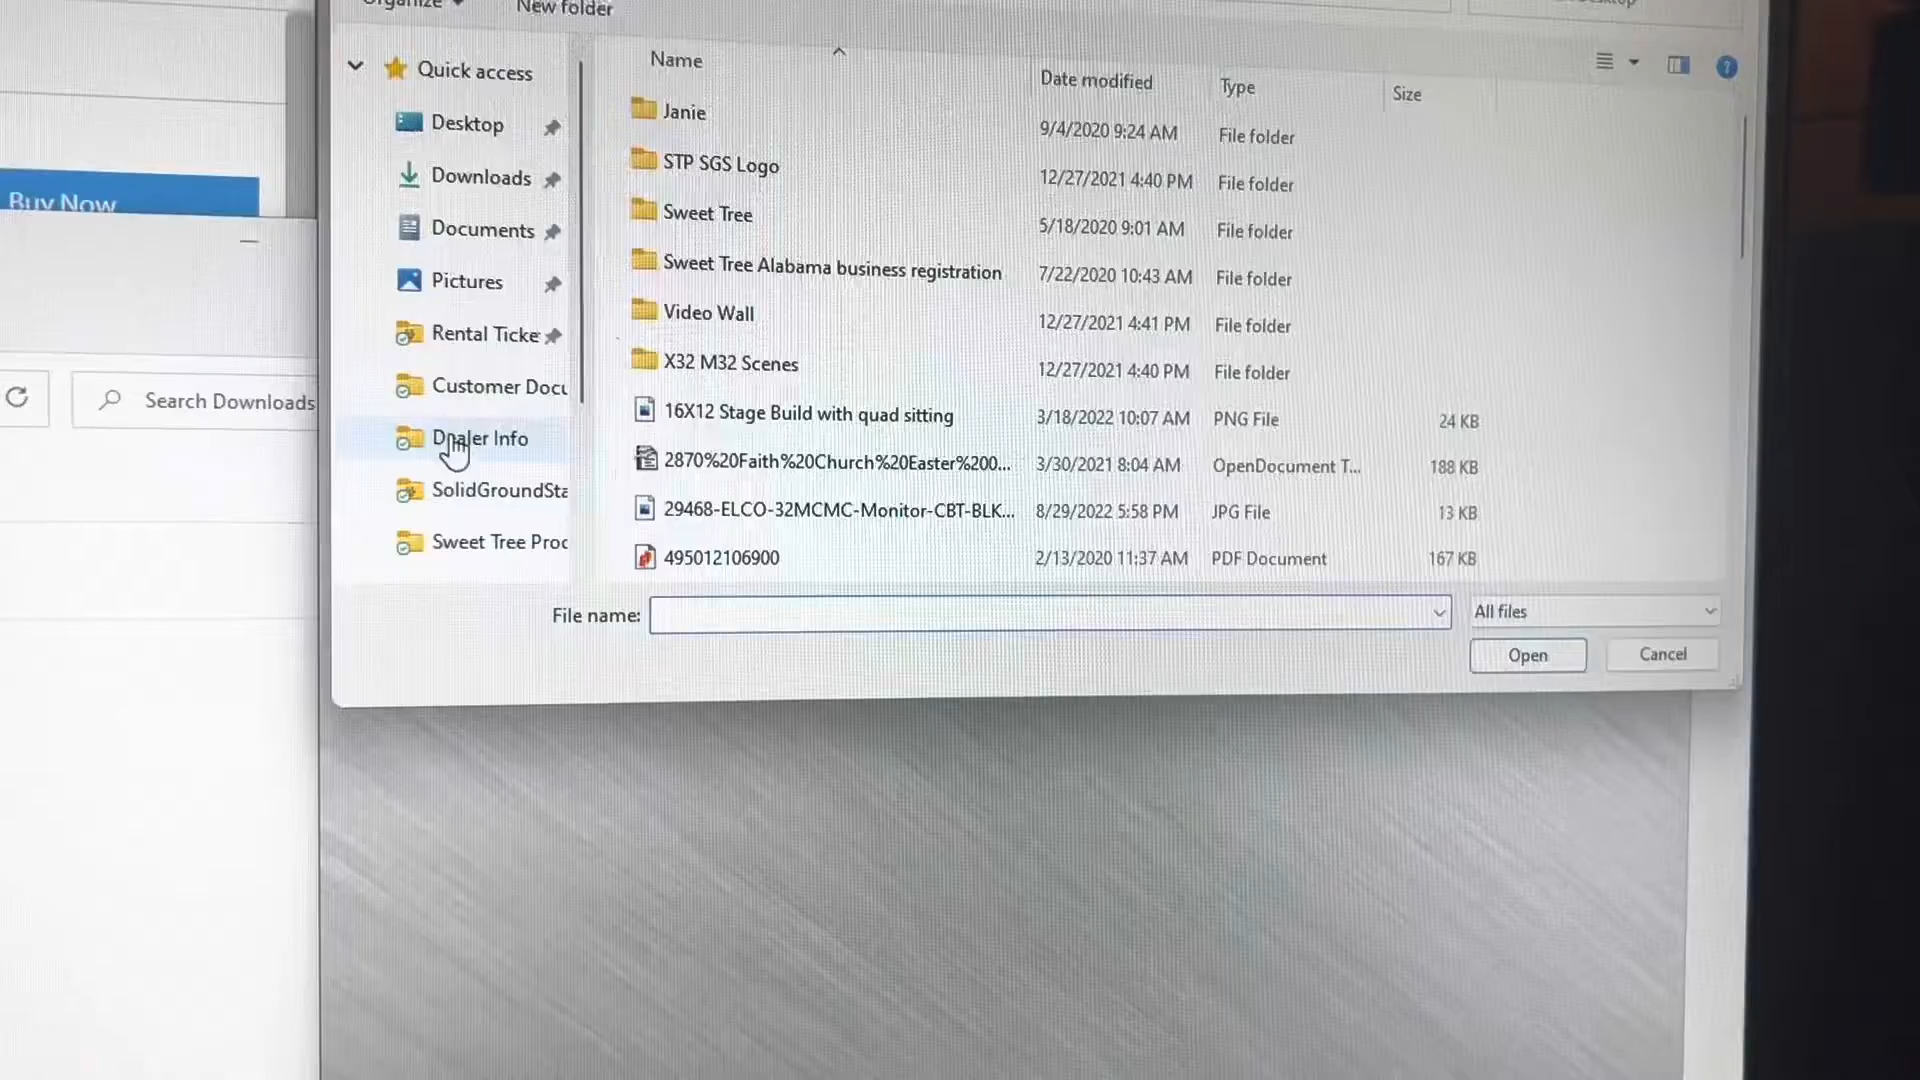 Organize
New folder
Desktop
Name
Date modified
Type
Size
Quick access
Desktop
Downloads
Documents
Pictures
Rental Ticke
Customer Docu
Dealer Info
SolidGroundSta
Sweet Tree Proc
Janie
9/4/2020 9:24 AM
File folder
STP SGS Logo
12/27/2021 4:40 PM
File folder
Sweet Tree
5/18/2020 9:01 AM
File folder
Sweet Tree Alabama business registration
7/22/2020 10:43 AM
File folder
Video Wall
12/27/2021 4:41 PM
File folder
X32 M32 Scenes
12/27/2021 4:40 PM
File folder
16X12 Stage Build with quad sitting
3/18/2022 10:07 AM
PNG File
24 KB
2870%20Faith%20Church%20Easter%200...
3/30/2021 8:04 AM
OpenDocument T...
188 KB
29468-ELCO-32MCMC-Monitor-CBT-BLK...
8/29/2022 5:58 PM
JPG File
13 KB
495012106900
2/13/2020 11:37 AM
PDF Document
167 KB
File name:
All files
Open
Cancel
Buy Now
Search Downloads